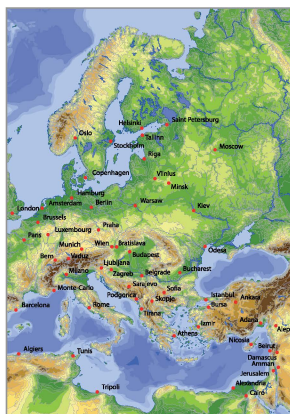 Helsinki
Saint Petersburg
Oslo
Tallinn
Stockholm
Riga
Moscow
Copenhagen
Vilnius
Minsk
Hamburg
Amsterdam
Berlin
Warsaw
London
Kiev
Brussels
Praha
Luxembourg
Paris
Munich
Wien
Bratislava
Odesa
Bern
Vaduz
Budapest
Ljubljana
Milano
Zagreb
Belgrade
Bucharest
Monte-Carlo
Sarajevo
Sofia
Barcelona
Rome
Podgorica
Skopje
Istanbul
Ankara
Tirana
Bursa
Izmir
Adana
Athens
Alep
Algiers
Tunis
Nicosia
Beirut
Damascus
Amman
Jerusalem
Tripoli
Alexandria
Cairo